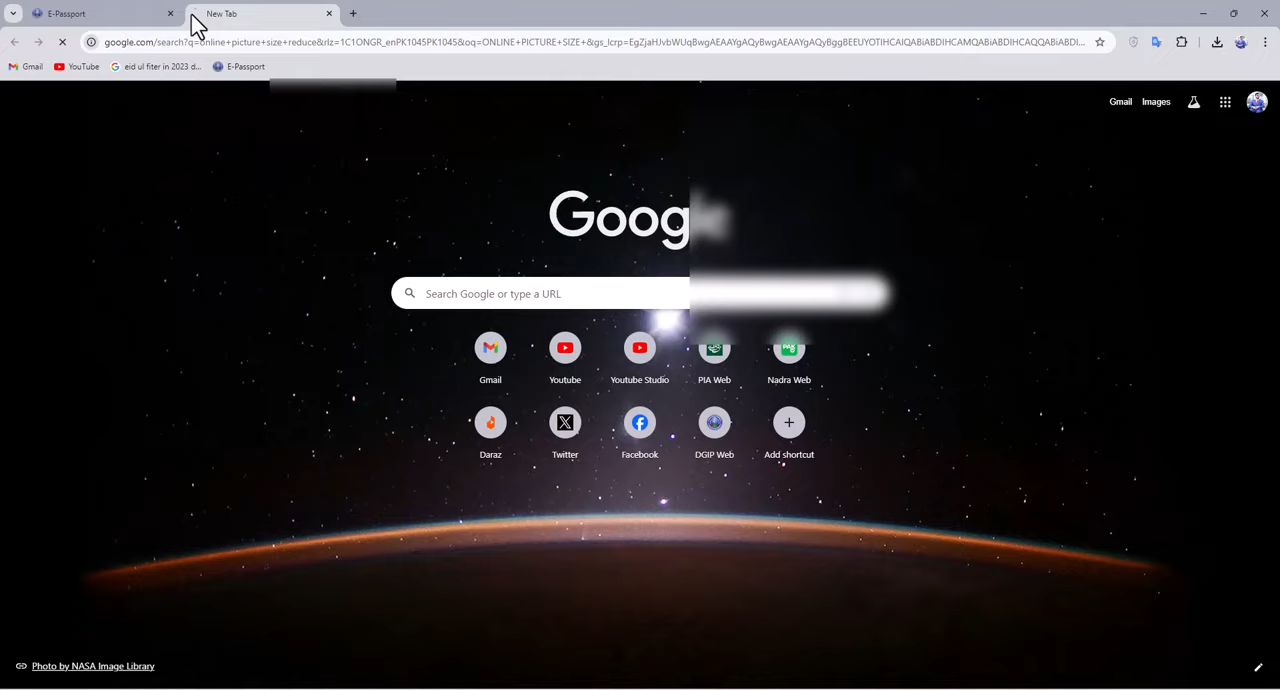 E-Passport
New Tab
google.com/search?q=online+picture+size+reduce&rlz=1C1ONGR_enPK1045PK1045&oq=ONLINE+PICTURE+SIZE+&gs_lcrp=EgZjaHJvbWUqBwgAEAAYgAQyBwgAEAAYgAQyBggBEEUYOTIHCAIQABiABDIHCAMQABiABDIHCAQQABiABDI...
Gmail
YouTube
eid ul fiter in 2023 d...
E-Passport
Gmail
Images
Google
Search Google or type a URL
Gmail
Youtube
Youtube Studio
PIA Web
Nadra Web
Daraz
Twitter
Facebook
DGIP Web
Add shortcut
Photo by NASA Image Library